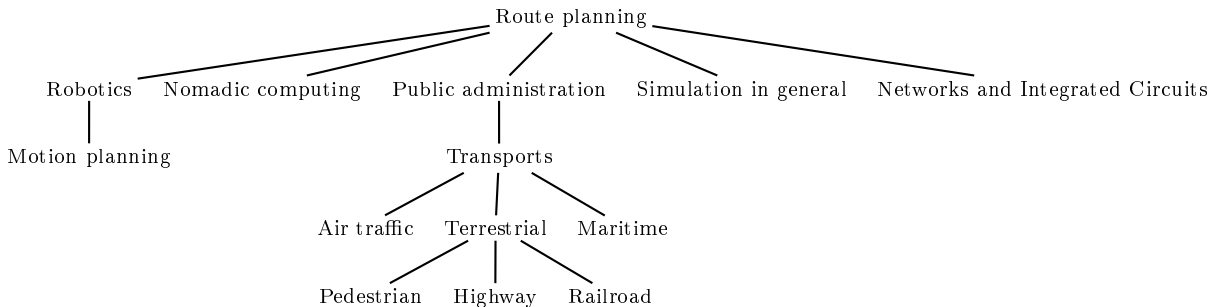 Route planning
Robotics Nomadic computing Public administration Simulation in general Networks and Integrated Circuits
Motion planning Transports
Air traffic Terrestrial Maritime
Pedestrian Highway Railroad